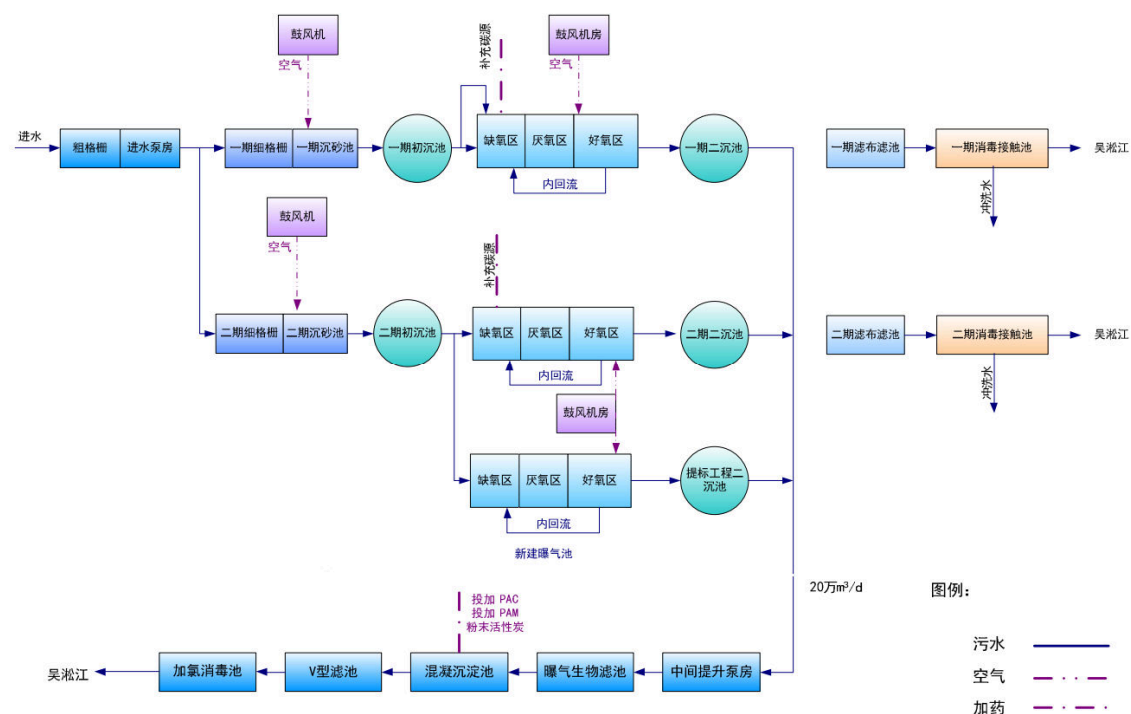 鼓风机
空气
补充碳源
鼓风机房
空气
进水
粗格栅
进水泵房
一期细格栅
一期沉砂池
一期初沉池
缺氧区
厌氧区
好氧区
内回流
一期二沉池
一期滤布滤池
一期消毒接触池
吴淞江
冲洗水
鼓风机
空气
补充碳源
二期细格栅
二期沉砂池
二期初沉池
缺氧区
厌氧区
好氧区
内回流
二期二沉池
二期滤布滤池
二期消毒接触池
吴淞江
冲洗水
鼓风机房
缺氧区
厌氧区
好氧区
内回流
新建曝气池
提标工程二
沉池
20万m³/d
投加 PAC
投加 PAM
粉末活性炭
吴淞江
加氯消毒池
V型滤池
混凝沉淀池
曝气生物滤池
中间提升泵房
图例：
污水
空气
加药